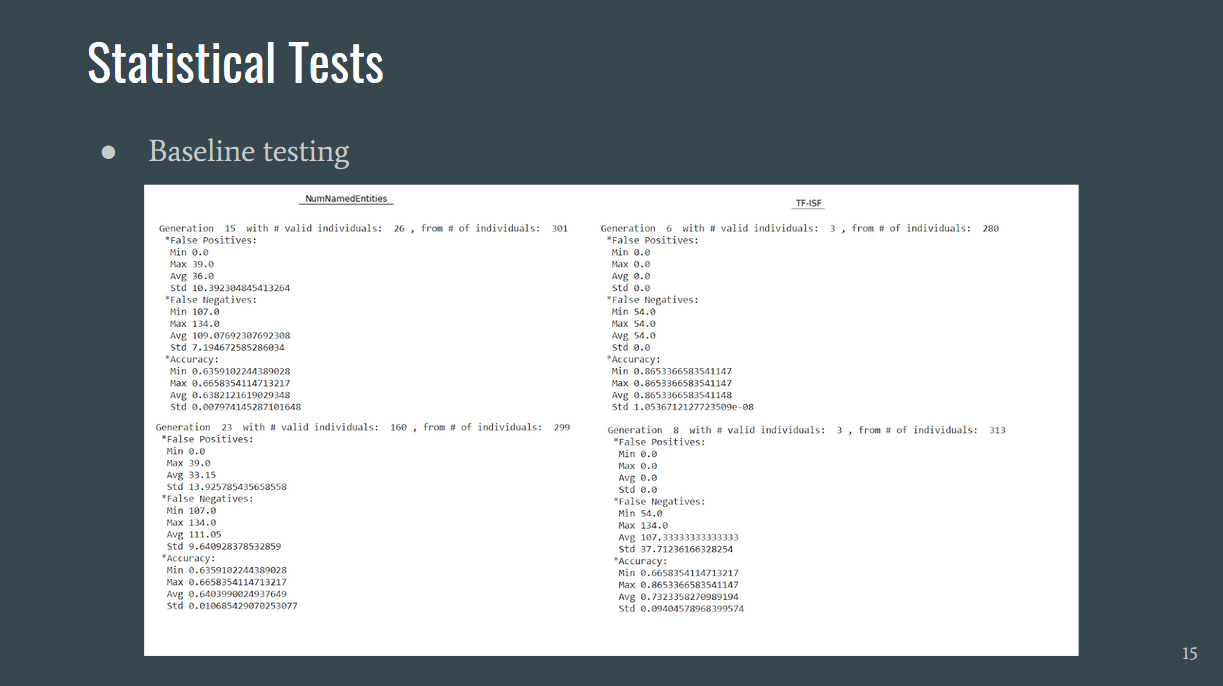 Statistical Tests
● Baseline testing
NumNamedEntities
Generation 15 with # valid individuals: 26 , from # of individuals: 301
*False Positives:
Min 0.0
Max 39.0
Avg 36.0
Std 10.392304845413264
*False Negatives:
Min 107.0
Max 134.0
Avg 109.07692307692308
Std 7.194672585286034
*Accuracy:
Min 0.6359102244389028
Max 0.6658354114713217
Avg 0.6382121619029348
Std 0.007974145287101648
Generation 23 with # valid individuals: 160 , from # of individuals: 299
*False Positives:
Min 0.0
Max 39.0
Avg 33.15
Std 13.925785435658558
*False Negatives:
Min 107.0
Max 134.0
Avg 111.05
Std 9.640928378532859
*Accuracy:
Min 0.6359102244389028
Max 0.6658354114713217
Avg 0.6403990024937649
Std 0.010685429070253077
TF-ISF
Generation 6 with # valid individuals: 3 , from # of individuals: 280
*False Positives:
Min 0.0
Max 0.0
Avg 0.0
Std 0.0
*False Negatives:
Min 54.0
Max 54.0
Avg 54.0
Std 0.0
*Accuracy:
Min 0.8653366583541147
Max 0.8653366583541147
Avg 0.8653366583541148
Std 1.0536712127723509e-08
Generation 8 with # valid individuals: 3 , from # of individuals: 313
*False Positives:
Min 0.0
Max 0.0
Avg 0.0
Std 0.0
*False Negatives:
Min 54.0
Max 134.0
Avg 107.33333333333333
Std 37.71236166328254
*Accuracy:
Min 0.6658354114713217
Max 0.8653366583541147
Avg 0.7323358270989194
Std 0.09404578968399574
15